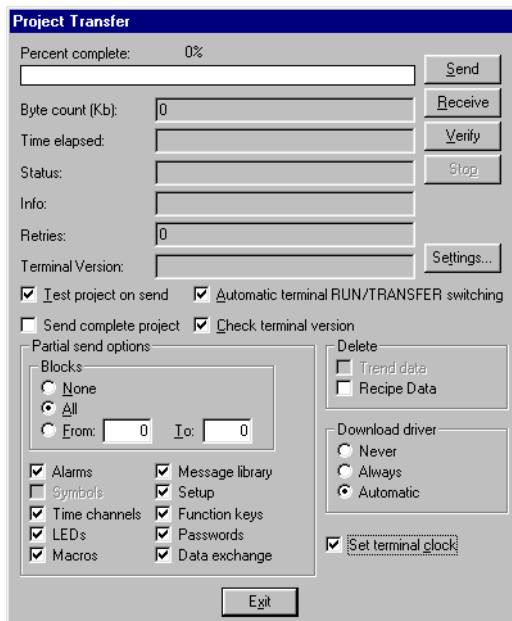 Project Transfer
Percent complete: 0%
Send
Byte count (Kb): 0
Receive
Time elapsed:
Verify
Status:
Stop
Info:
Retries: 0
Terminal Version:
Settings...
Test project on send
Automatic terminal RUN/TRANSFER switching
Send complete project
Check terminal version
Partial send options
Blocks
None
All
From: 0 To: 0
Alarms
Message library
Symbols
Setup
Time channels
Function keys
LEDs
Passwords
Macros
Data exchange
Delete
Trend data
Recipe Data
Download driver
Never
Always
Automatic
Set terminal clock
Exit